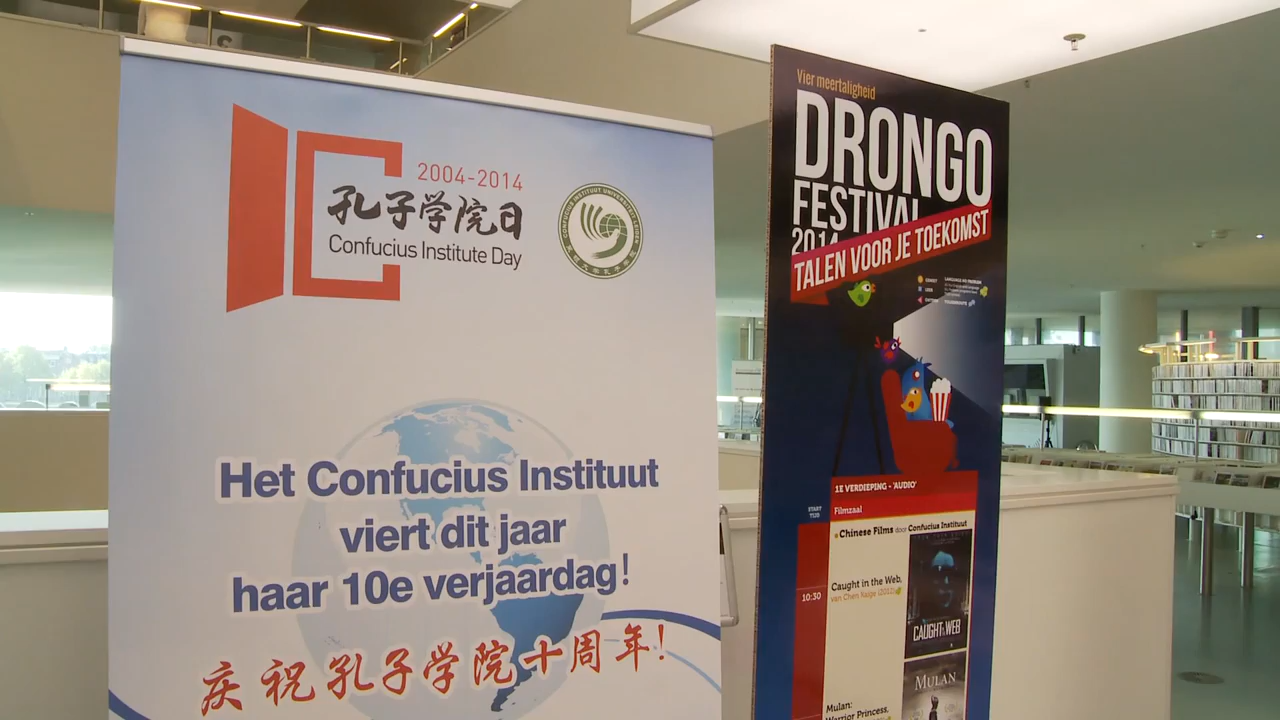 2004-2014
孔子学院日
Confucius Institute Day
Het Confucius Instituut
viert dit jaar
haar 10e verjaardag!
庆祝孔子学院十周年!
Vier meertaligheid
DRONGO
FESTIVAL
2014
TALEN VOOR JE TOEKOMST
1E VERDIEPING - 'AUDIO'
START
TIJD
Filmzaal
Chinese Films door Confucius Instituut
10:30
Caught in the Web,
van Chen Kaige (2012)
CAUGHT IN THE WEB
MULAN
Mulan:
Warrior Princess,